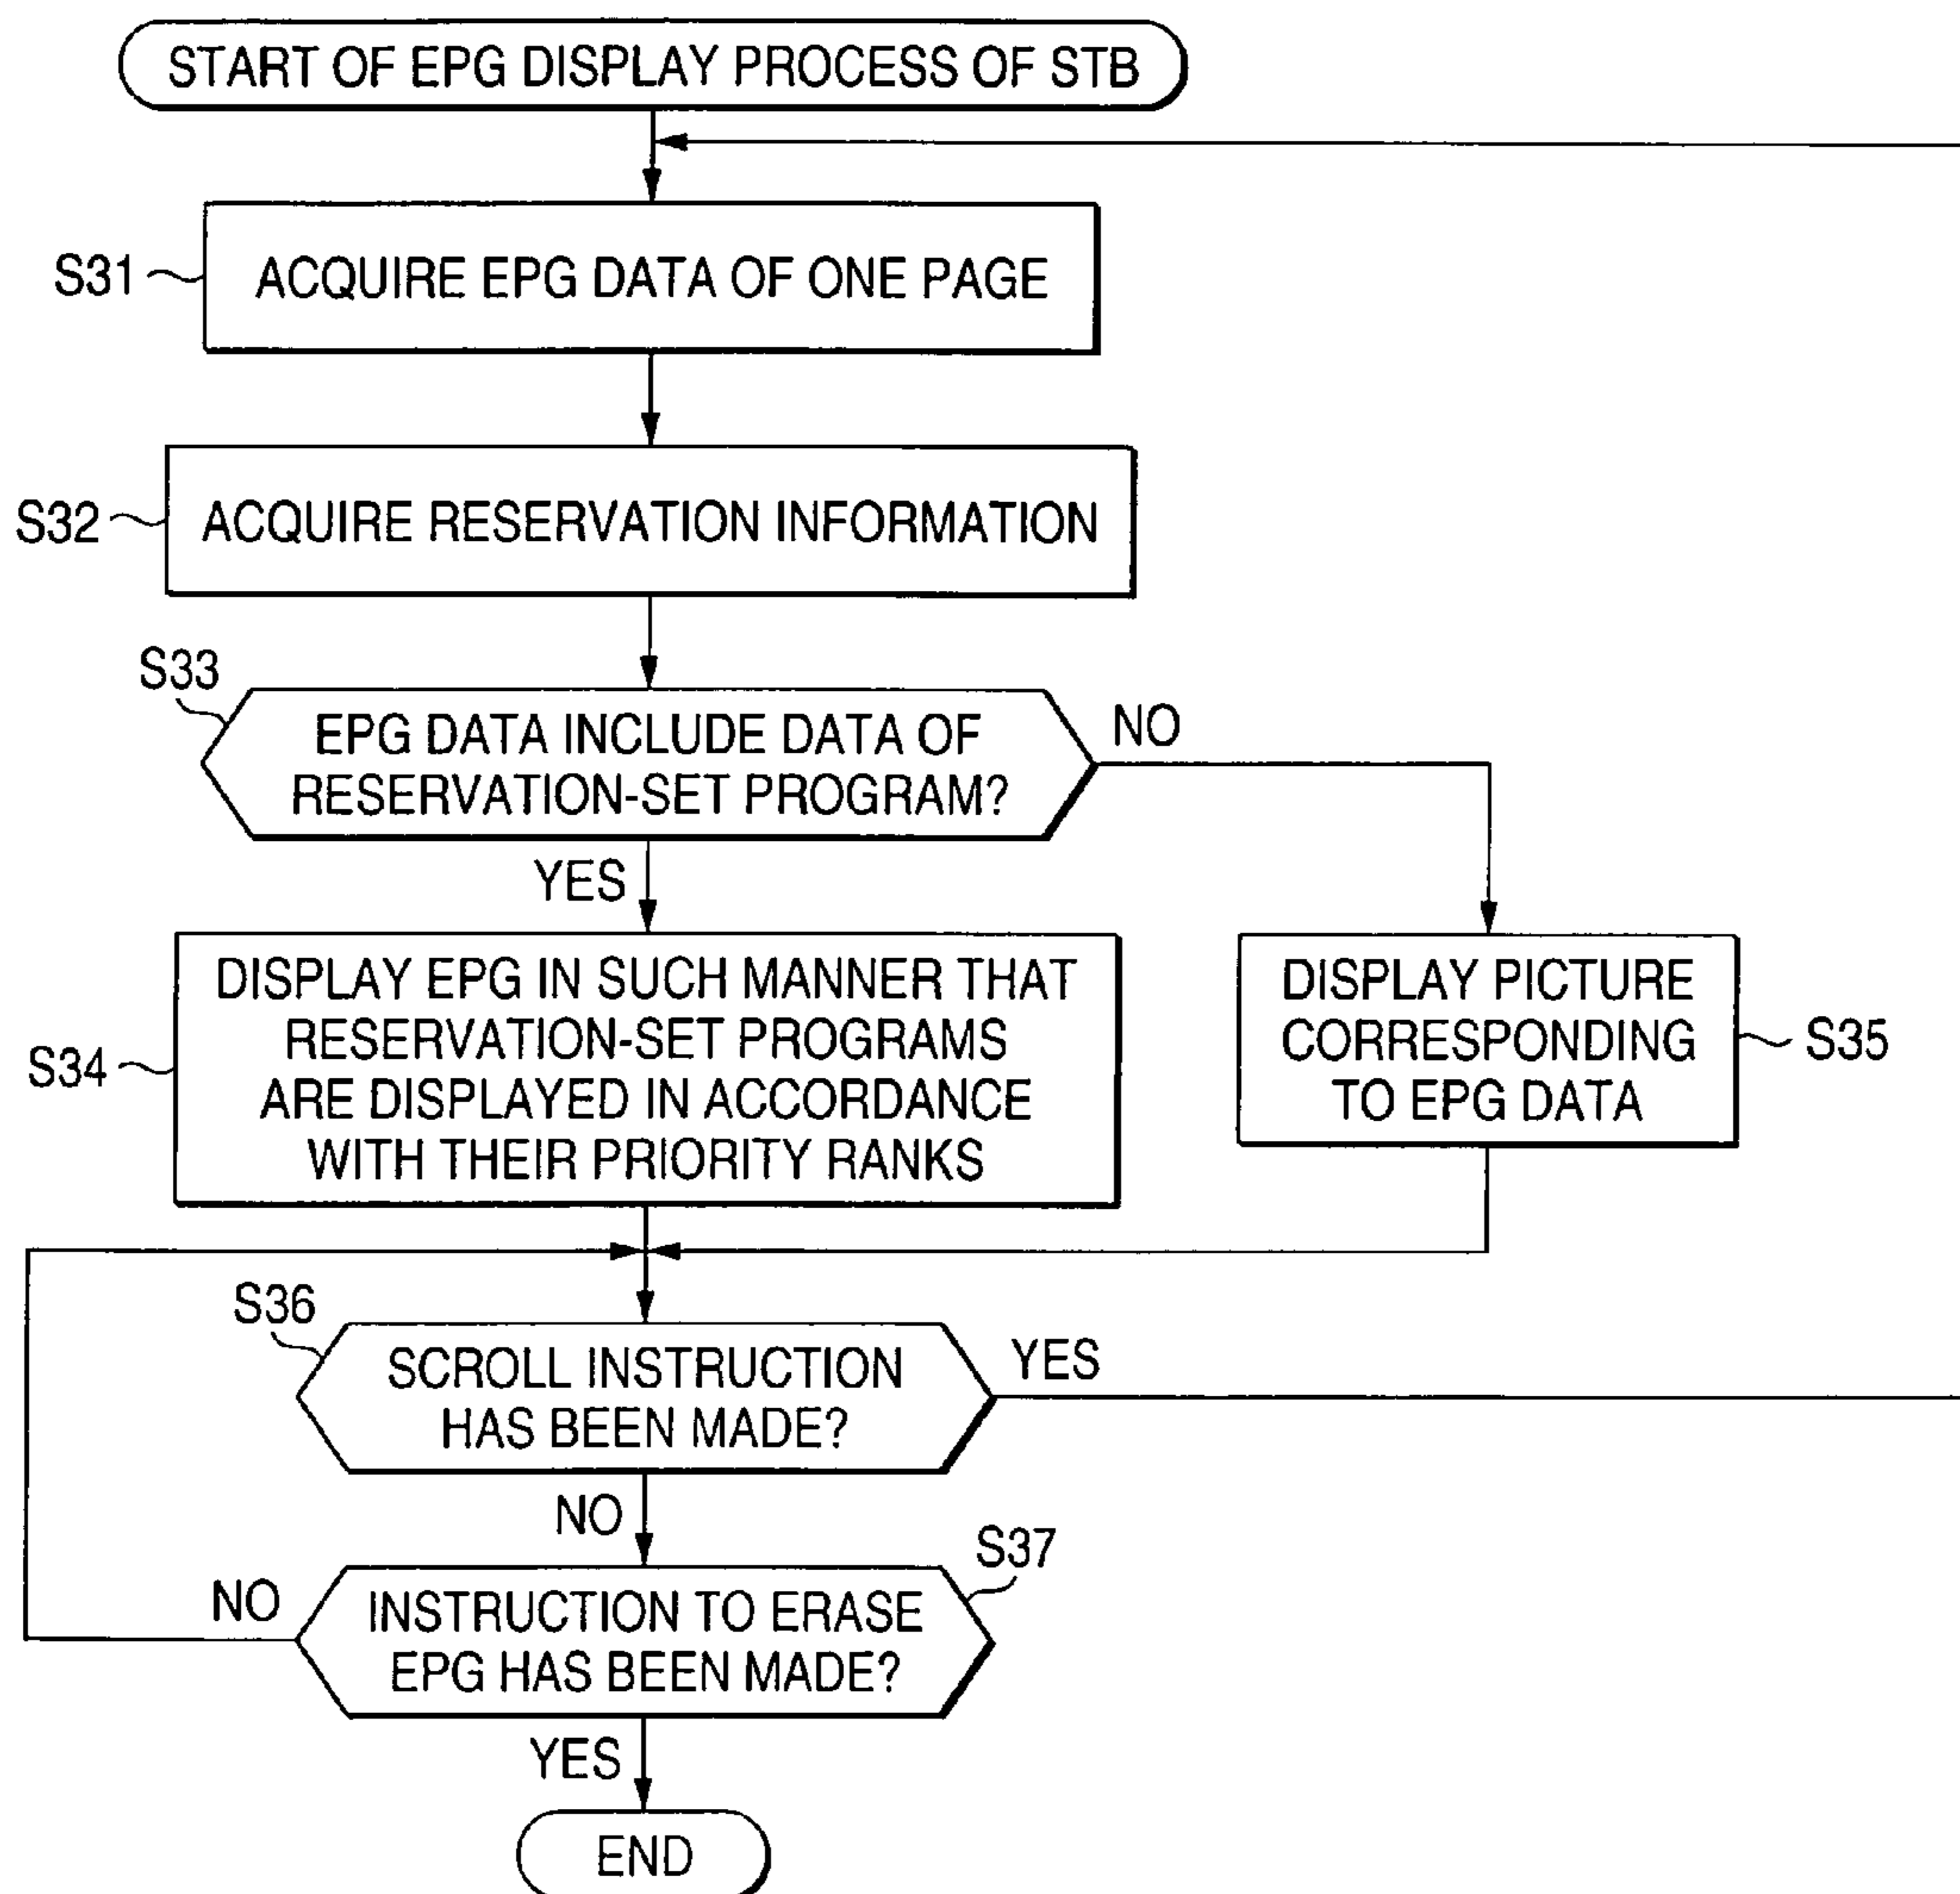 START OF EPG DISPLAY PROCESS OF STB
S31
ACQUIRE EPG DATA OF ONE PAGE
S32
ACQUIRE RESERVATION INFORMATION
S33
EPG DATA INCLUDE DATA OF
RESERVATION-SET PROGRAM?
NO
YES
S34
DISPLAY EPG IN SUCH MANNER THAT
RESERVATION-SET PROGRAMS
ARE DISPLAYED IN ACCORDANCE
WITH THEIR PRIORITY RANKS
DISPLAY PICTURE
CORRESPONDING
TO EPG DATA
S35
S36
SCROLL INSTRUCTION
HAS BEEN MADE?
YES
NO
S37
INSTRUCTION TO ERASE
EPG HAS BEEN MADE?
NO
YES
END